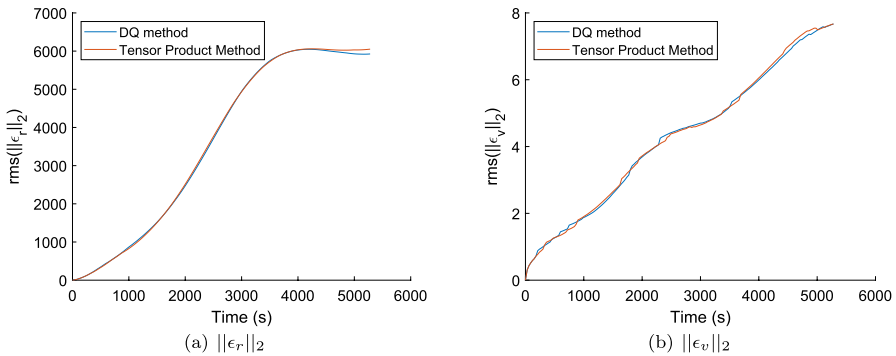 7000
6000
5000
4000
3000
2000
1000
0
rms(||ϵr||2)
DQ method
Tensor Product Method
0 1000 2000 3000 4000 5000 6000
Time (s)
(a) ||ϵr||2
8
6
4
2
0
rms(||ϵv||2)
DQ method
Tensor Product Method
0 1000 2000 3000 4000 5000 6000
Time (s)
(b) ||ϵv||2